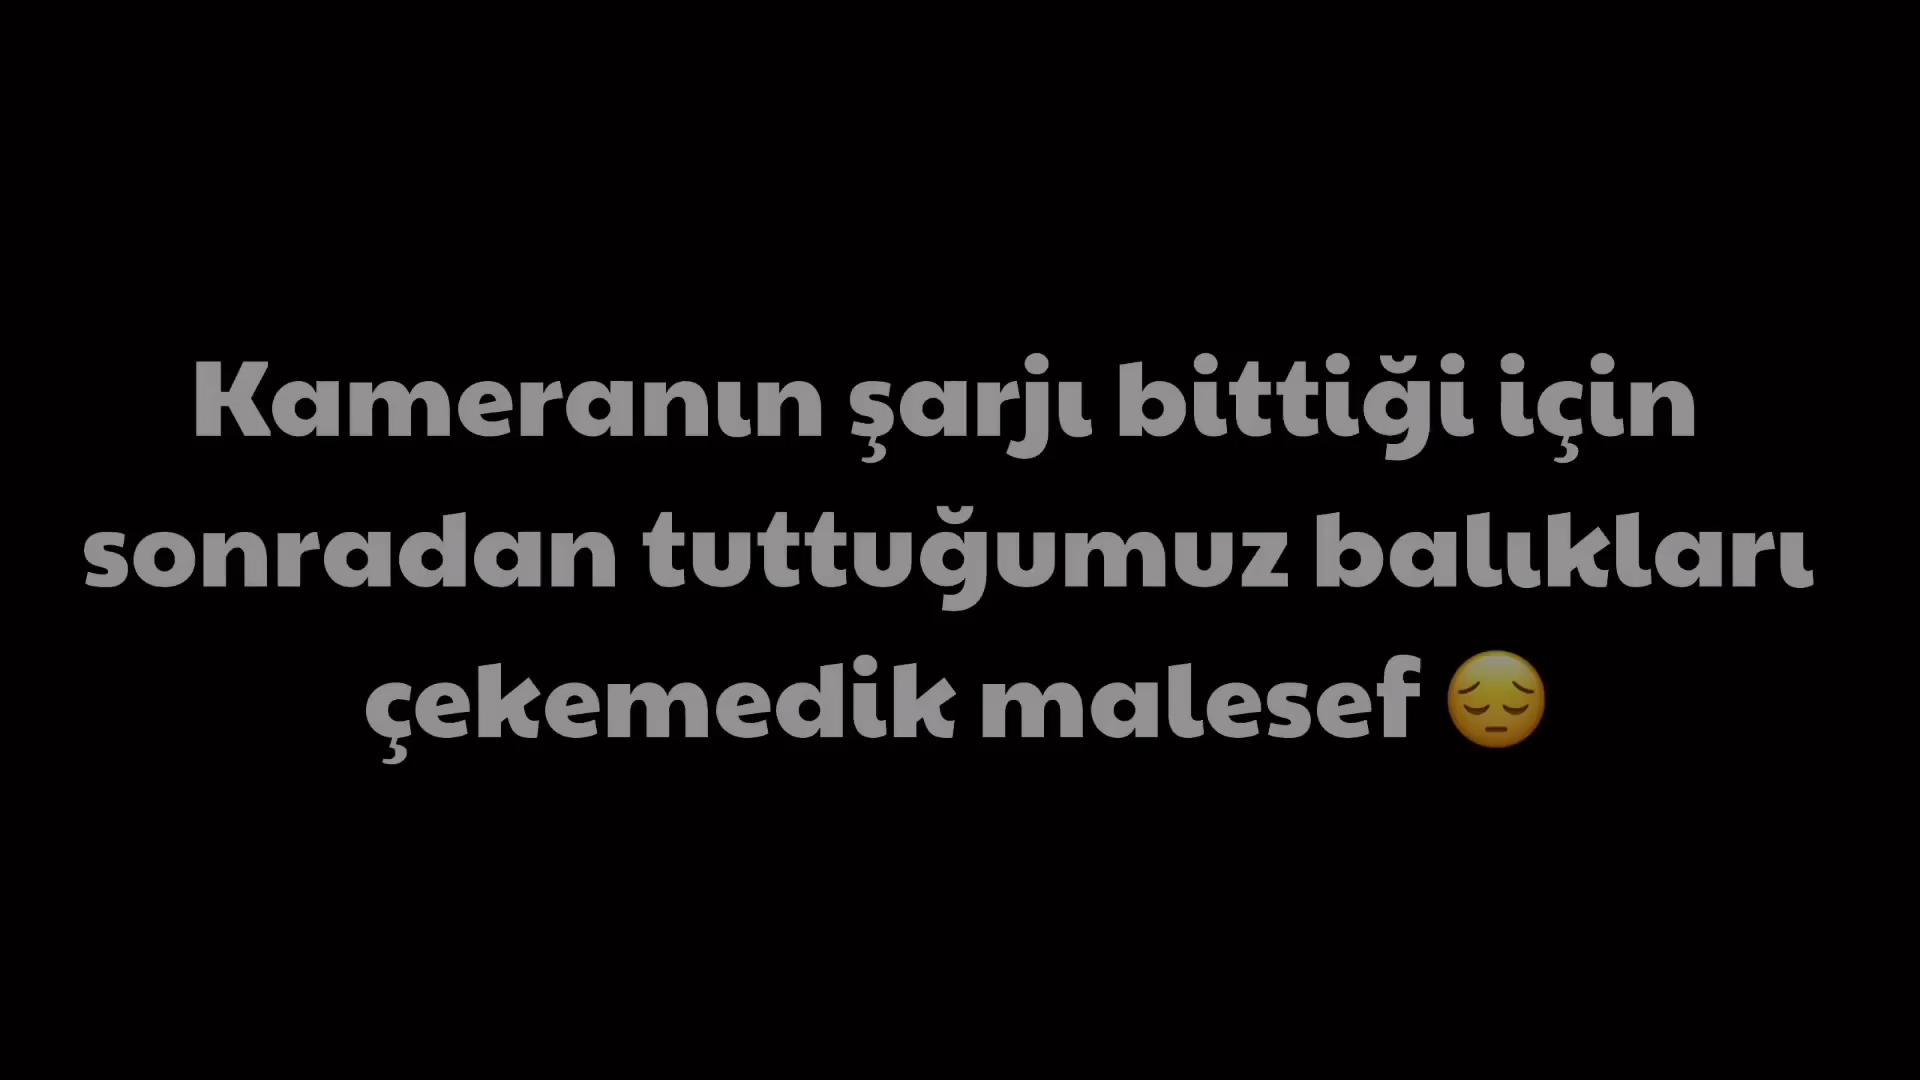 Kameranın şarjı bittiği için
sonradan tuttuğumuz balıkları
çekemedik malesef 😔